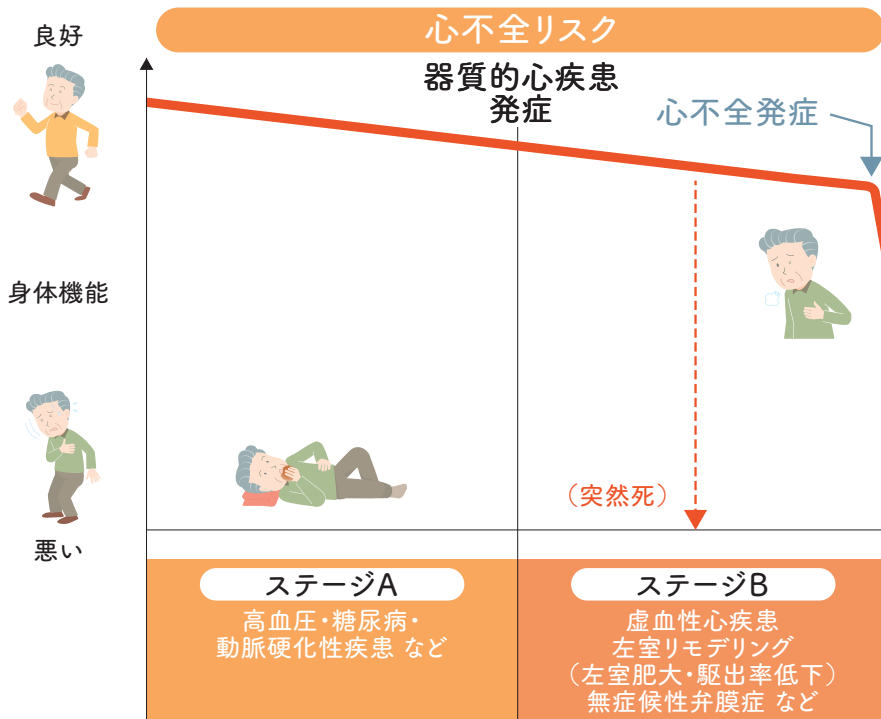 心不全リスク
良好
器質的心疾患
発症
心不全発症
身体機能
（突然死）
悪い
ステージA
高血圧・糖尿病・
動脈硬化性疾患 など
ステージB
虚血性心疾患
左室リモデリング
（左室肥大・駆出率低下）
無症候性弁膜症 など